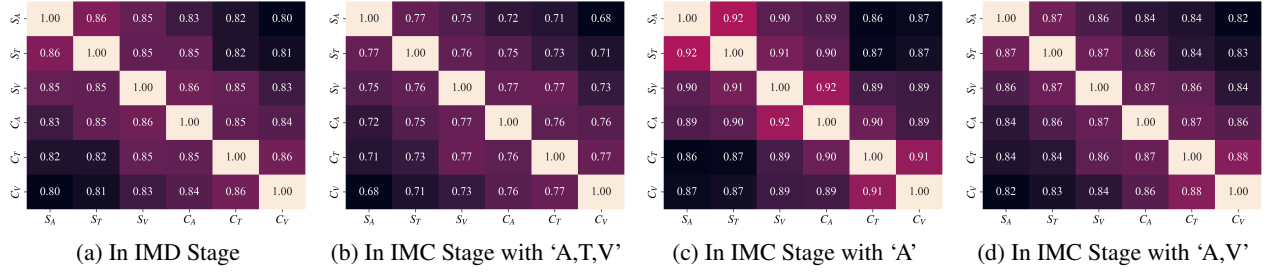 S_A 1.00 0.86 0.85 0.83 0.82 0.80
S_T 0.86 1.00 0.85 0.85 0.82 0.81
S_V 0.85 0.85 1.00 0.86 0.85 0.83
C_A 0.83 0.85 0.86 1.00 0.85 0.84
C_T 0.82 0.82 0.85 0.85 1.00 0.86
C_V 0.80 0.81 0.83 0.84 0.86 1.00
S_A S_T S_V C_A C_T C_V
(a) In IMD Stage
S_A 1.00 0.77 0.75 0.72 0.71 0.68
S_T 0.77 1.00 0.76 0.75 0.73 0.71
S_V 0.75 0.76 1.00 0.77 0.77 0.73
C_A 0.72 0.75 0.77 1.00 0.76 0.76
C_T 0.71 0.73 0.77 0.76 1.00 0.77
C_V 0.68 0.71 0.73 0.76 0.77 1.00
S_A S_T S_V C_A C_T C_V
(b) In IMC Stage with ‘A,T,V’
S_A 1.00 0.92 0.90 0.89 0.86 0.87
S_T 0.92 1.00 0.91 0.90 0.87 0.87
S_V 0.90 0.91 1.00 0.92 0.89 0.89
C_A 0.89 0.90 0.92 1.00 0.90 0.89
C_T 0.86 0.87 0.89 0.90 1.00 0.91
C_V 0.87 0.87 0.89 0.89 0.91 1.00
S_A S_T S_V C_A C_T C_V
(c) In IMC Stage with ‘A’
S_A 1.00 0.87 0.86 0.84 0.84 0.82
S_T 0.87 1.00 0.87 0.86 0.84 0.83
S_V 0.86 0.87 1.00 0.87 0.86 0.84
C_A 0.84 0.86 0.87 1.00 0.87 0.86
C_T 0.84 0.84 0.86 0.87 1.00 0.88
C_V 0.82 0.83 0.84 0.86 0.88 1.00
S_A S_T S_V C_A C_T C_V
(d) In IMC Stage with ‘A,V’